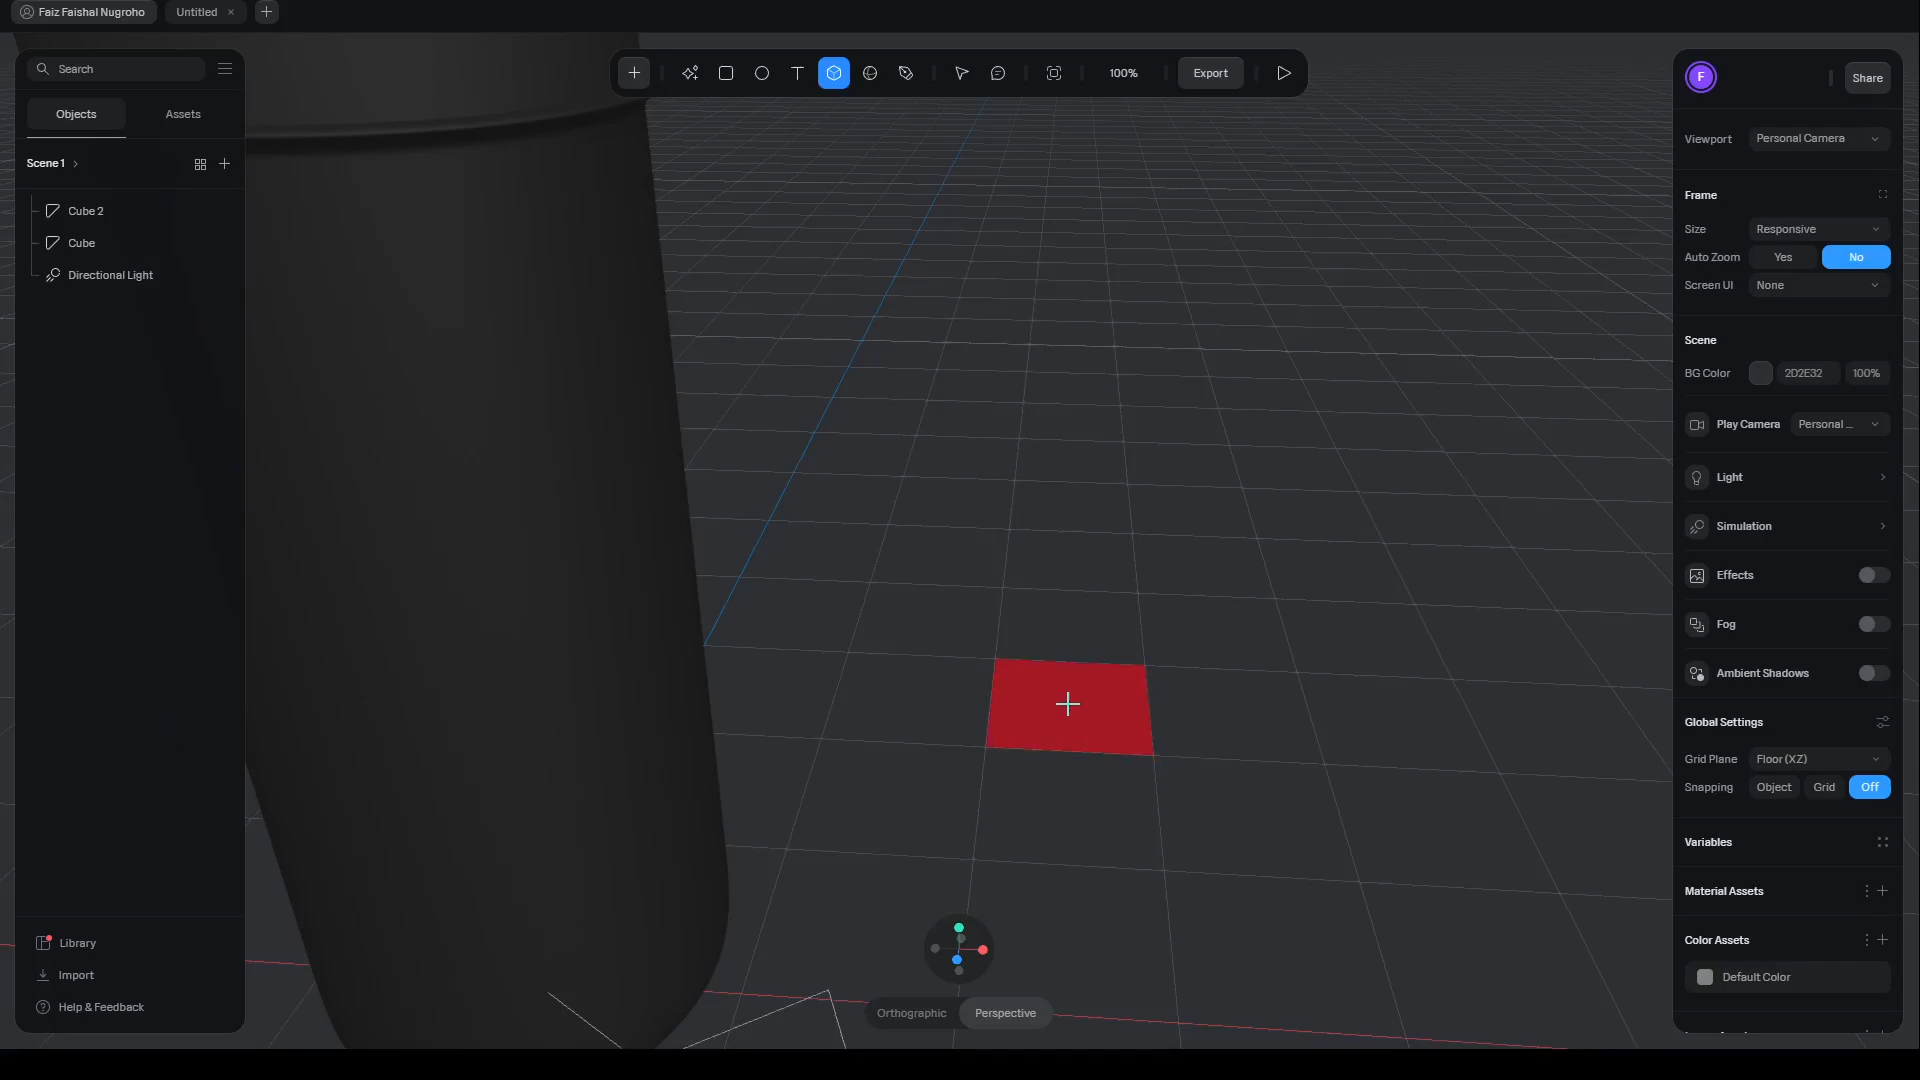 Faiz Faishal Nugroho
Untitled
Search
100%
Export
F
Share
Objects
Assets
Viewport
Personal Camera
Scene 1
Frame
Cube 2
Size
Responsive
Cube
Auto Zoom
Yes
No
Directional Light
Screen UI
None
Scene
BG Color
2D2E32
100%
Play Camera
Personal ...
Light
Simulation
Effects
Fog
Ambient Shadows
Global Settings
Grid Plane
Floor (XZ)
Snapping
Object
Grid
Off
Variables
Material Assets
Color Assets
Default Color
Library
Import
Help & Feedback
Orthographic
Perspective